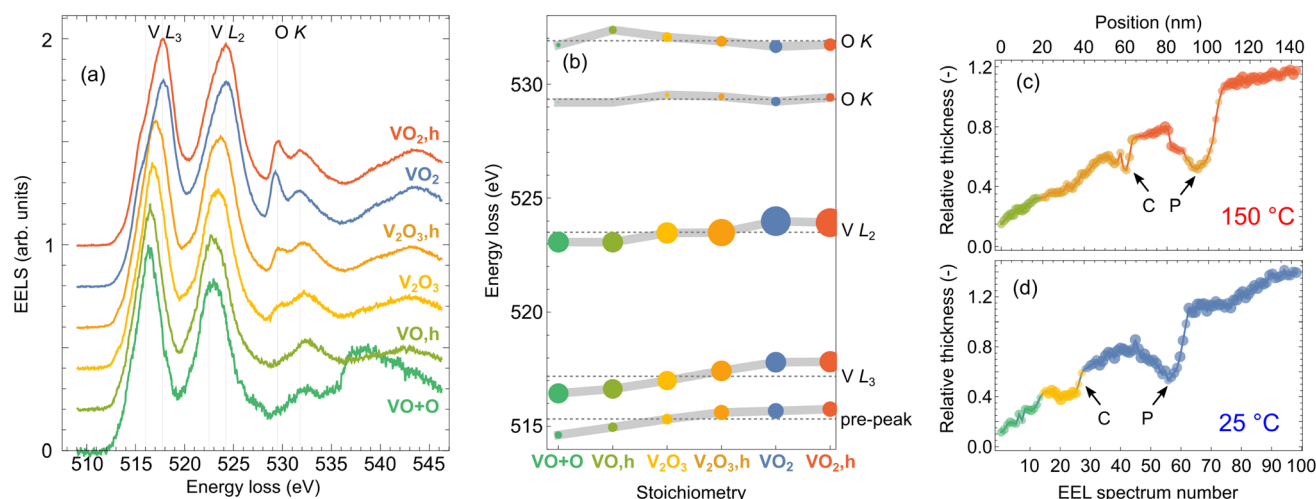 V L₃ V L₂ O K
(a)
EELS (arb. units)
2
1
0
VO₂,h
VO₂
V₂O₃,h
V₂O₃
VO,h
VO+O
510 515 520 525 530 535 540 545
Energy loss (eV)
(b)
Energy loss (eV)
530
525
520
515
O K
O K
V L₂
V L₃
pre-peak
VO+O VO,h V₂O₃ V₂O₃,h VO₂ VO₂,h
Stoichiometry
Position (nm)
0 20 40 60 80 100 120 140
(c)
Relative thickness (-)
1.2
0.8
0.4
0.0
C P
150 °C
(d)
Relative thickness (-)
1.2
0.8
0.4
0.0
C P
25 °C
0 10 20 30 40 50 60 70 80 90 100
EEL spectrum number